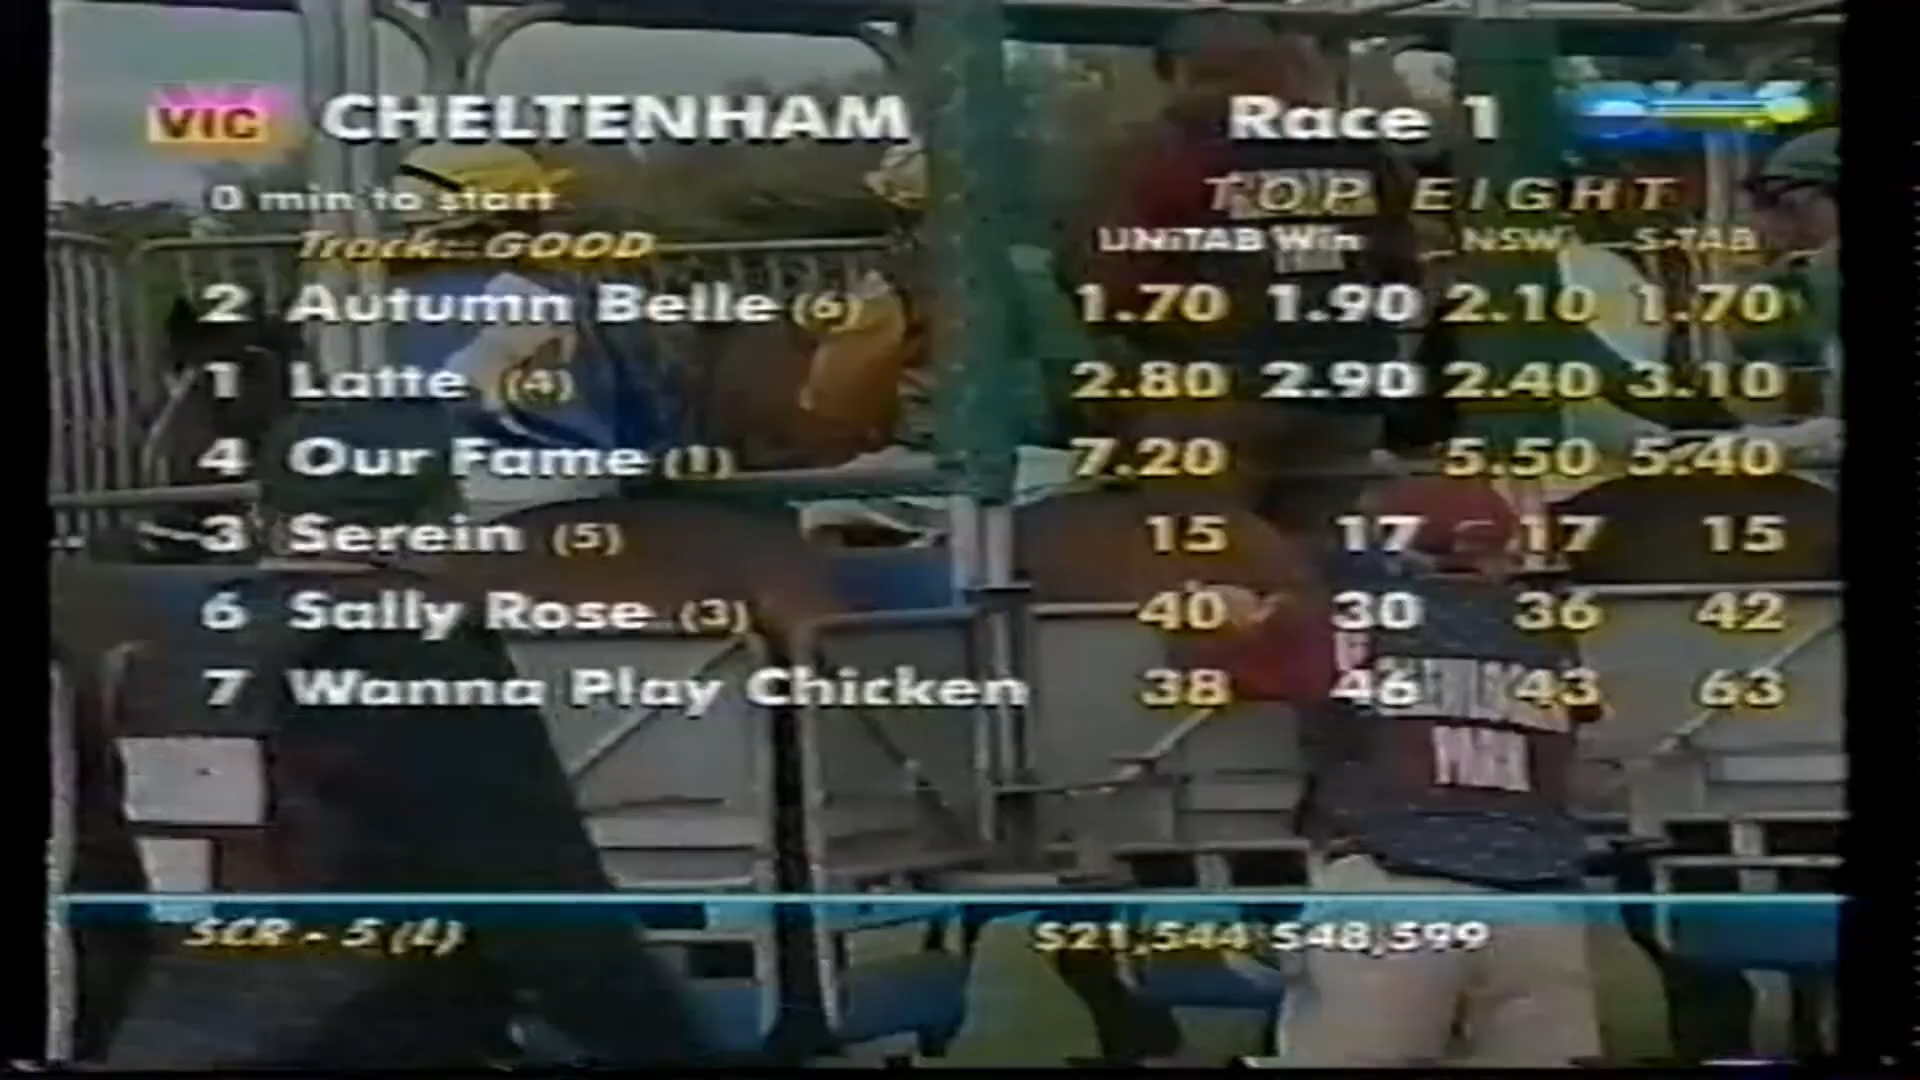 VIC CHELTENHAM Race 1
0 min to start TOP EIGHT
Track: GOOD UNiTAB Win NSW S-TAB
2 Autumn Belle (6) 1.70 1.90 2.10 1.70
1 Latte (4) 2.80 2.90 2.40 3.10
4 Our Fame (1) 7.20 5.50 5.40
3 Serein (5) 15 17 17 15
6 Sally Rose (3) 40 30 36 42
7 Wanna Play Chicken 38 46 43 63
PARK
SCR - 5 (2) $21,544 $48,599